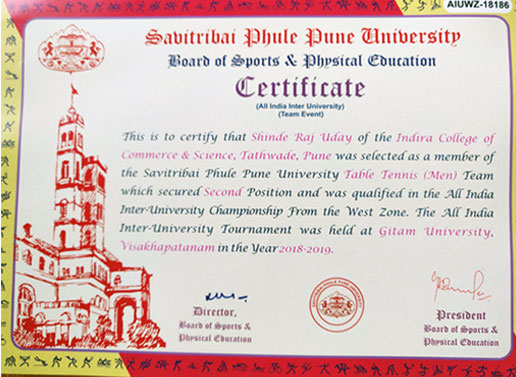 AIUWZ-18186
Savitribai Phule Pune University
Board of Sports & Physical Education
Certificate
(All India Inter University)
(Team Event)
This is to certify that Shinde Raj Uday of the Indira College of
Commerce & Science, Tathwade, Pune was selected as a member of
the Savitribai Phule Pune University Table Tennis (Men) Team
which secured Second Position and was qualified in the All India
Inter-University Championship From the West Zone. The All India
Inter-University Tournament was held at Gitam University,
Visakhapatanam in the Year 2018-2019.
Director,
Board of Sports &
Physical Education
President
Board of Sports &
Physical Education